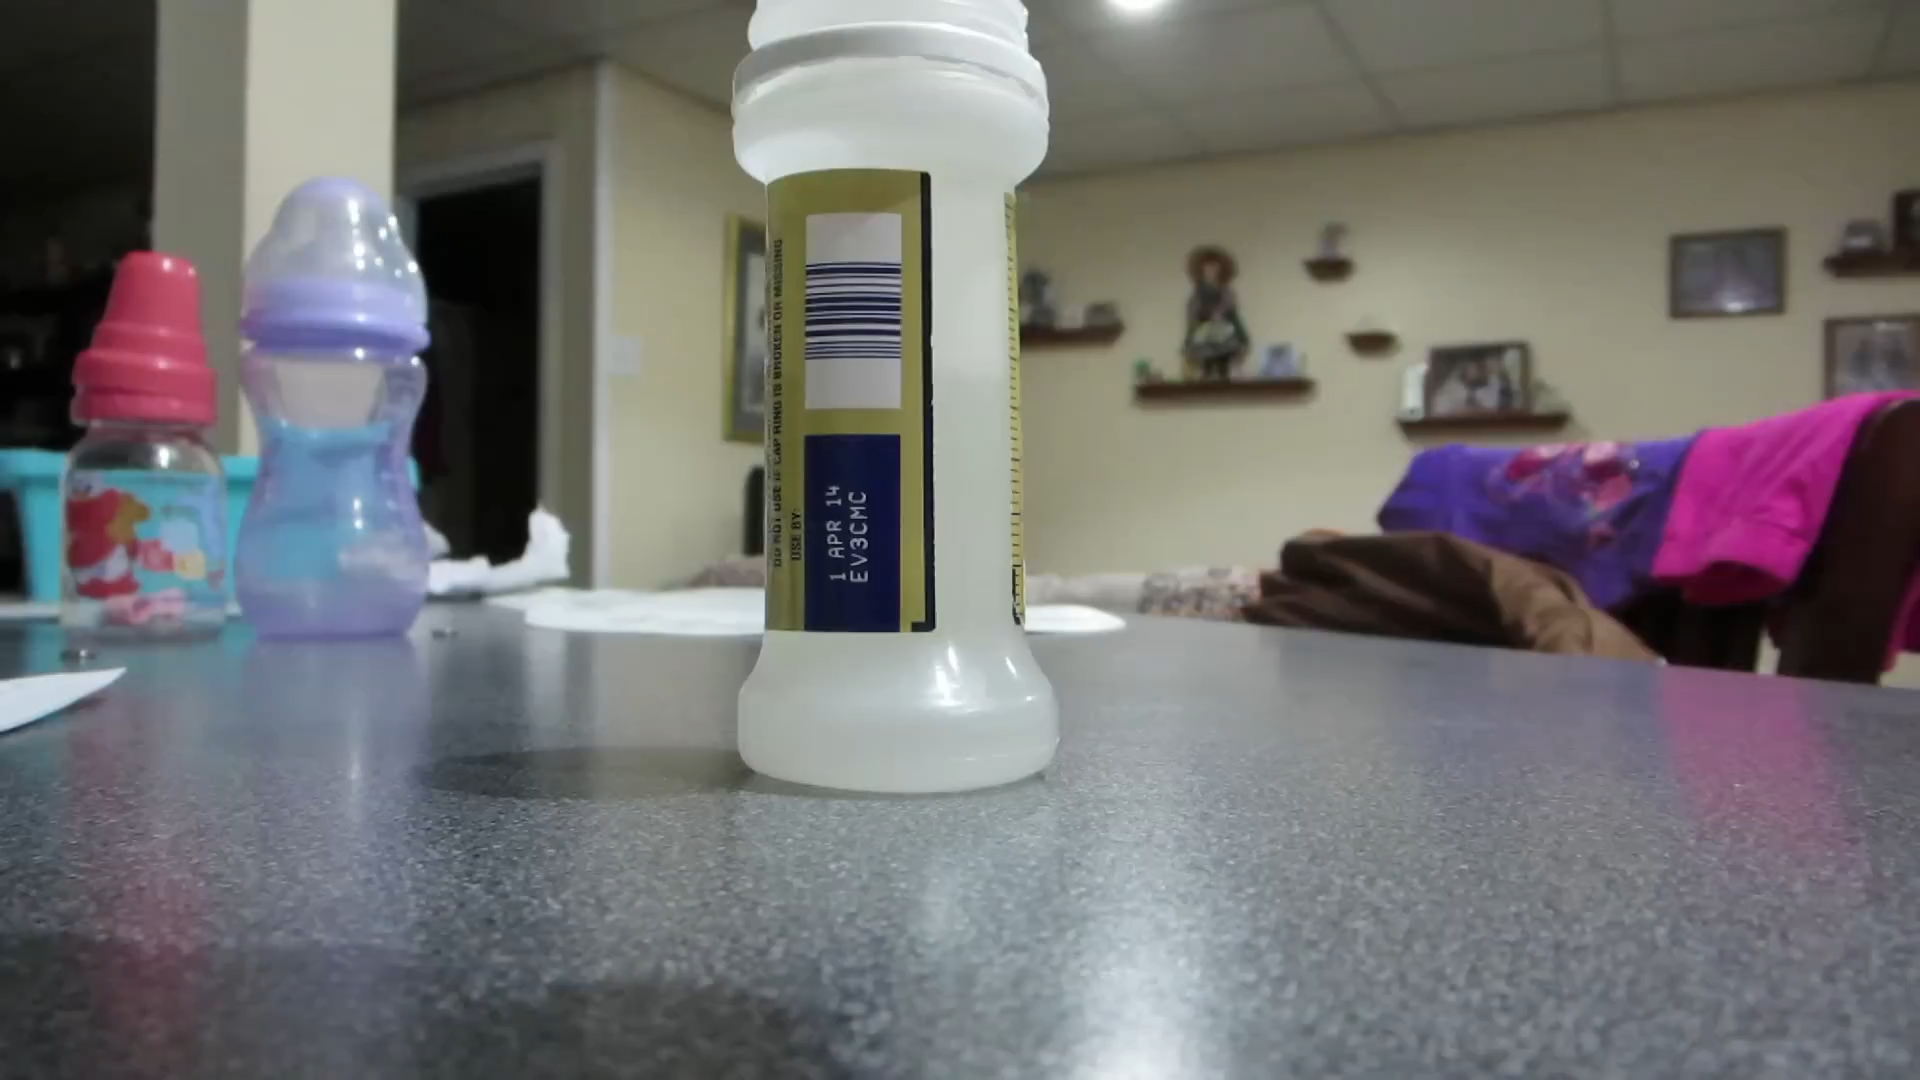 DO NOT USE IF CAP RING IS BROKEN OR MISSING
USE BY:
1 APR 14
EV3CMC